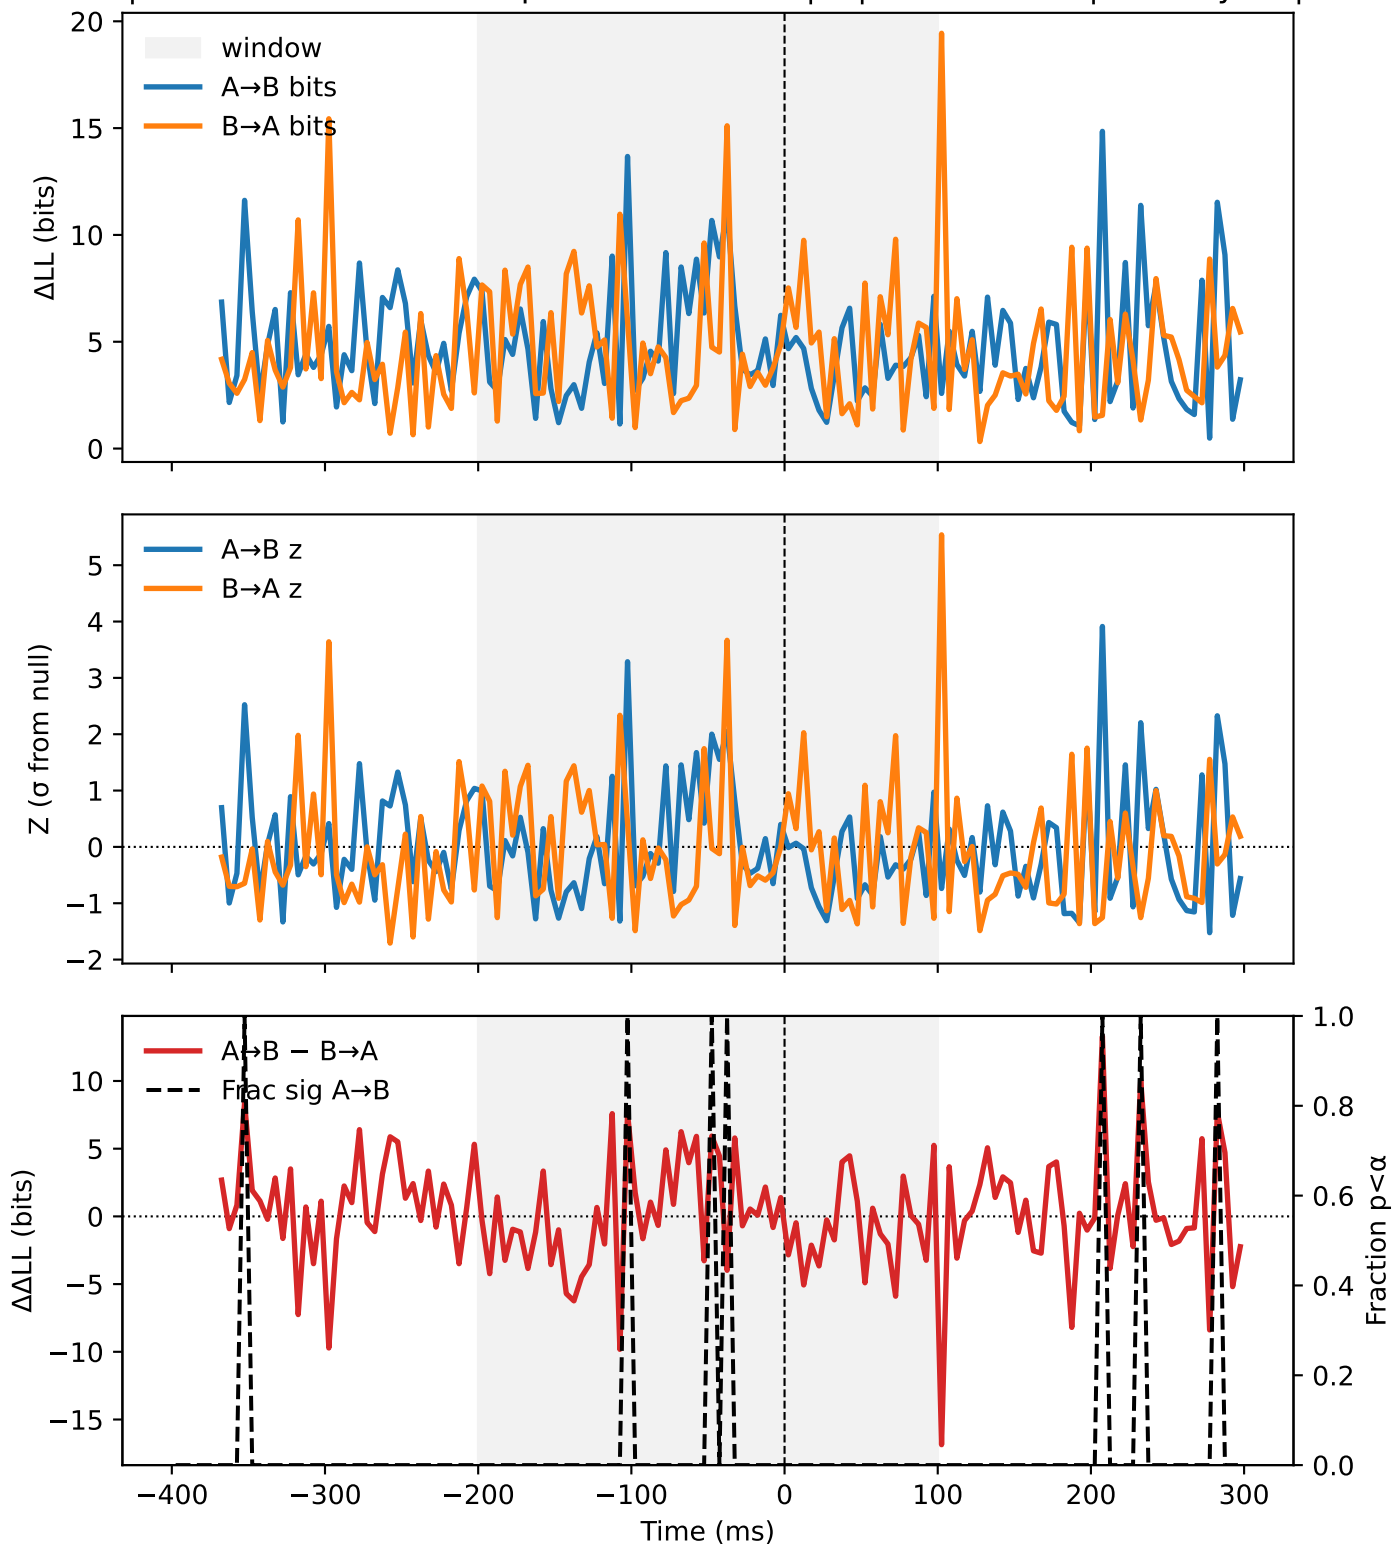 20
15
10
5
0
ΔLL (bits)
window
A→B bits
B→A bits
5
4
3
2
1
0
−1
−2
Z (σ from null)
A→B z
B→A z
10
5
0
−5
−10
−15
ΔΔLL (bits)
A→B − B→A
Frac sig A→B
1.0
0.8
0.6
0.4
0.2
0.0
Fraction p<α
−400 −300 −200 −100 0 100 200 300
Time (ms)